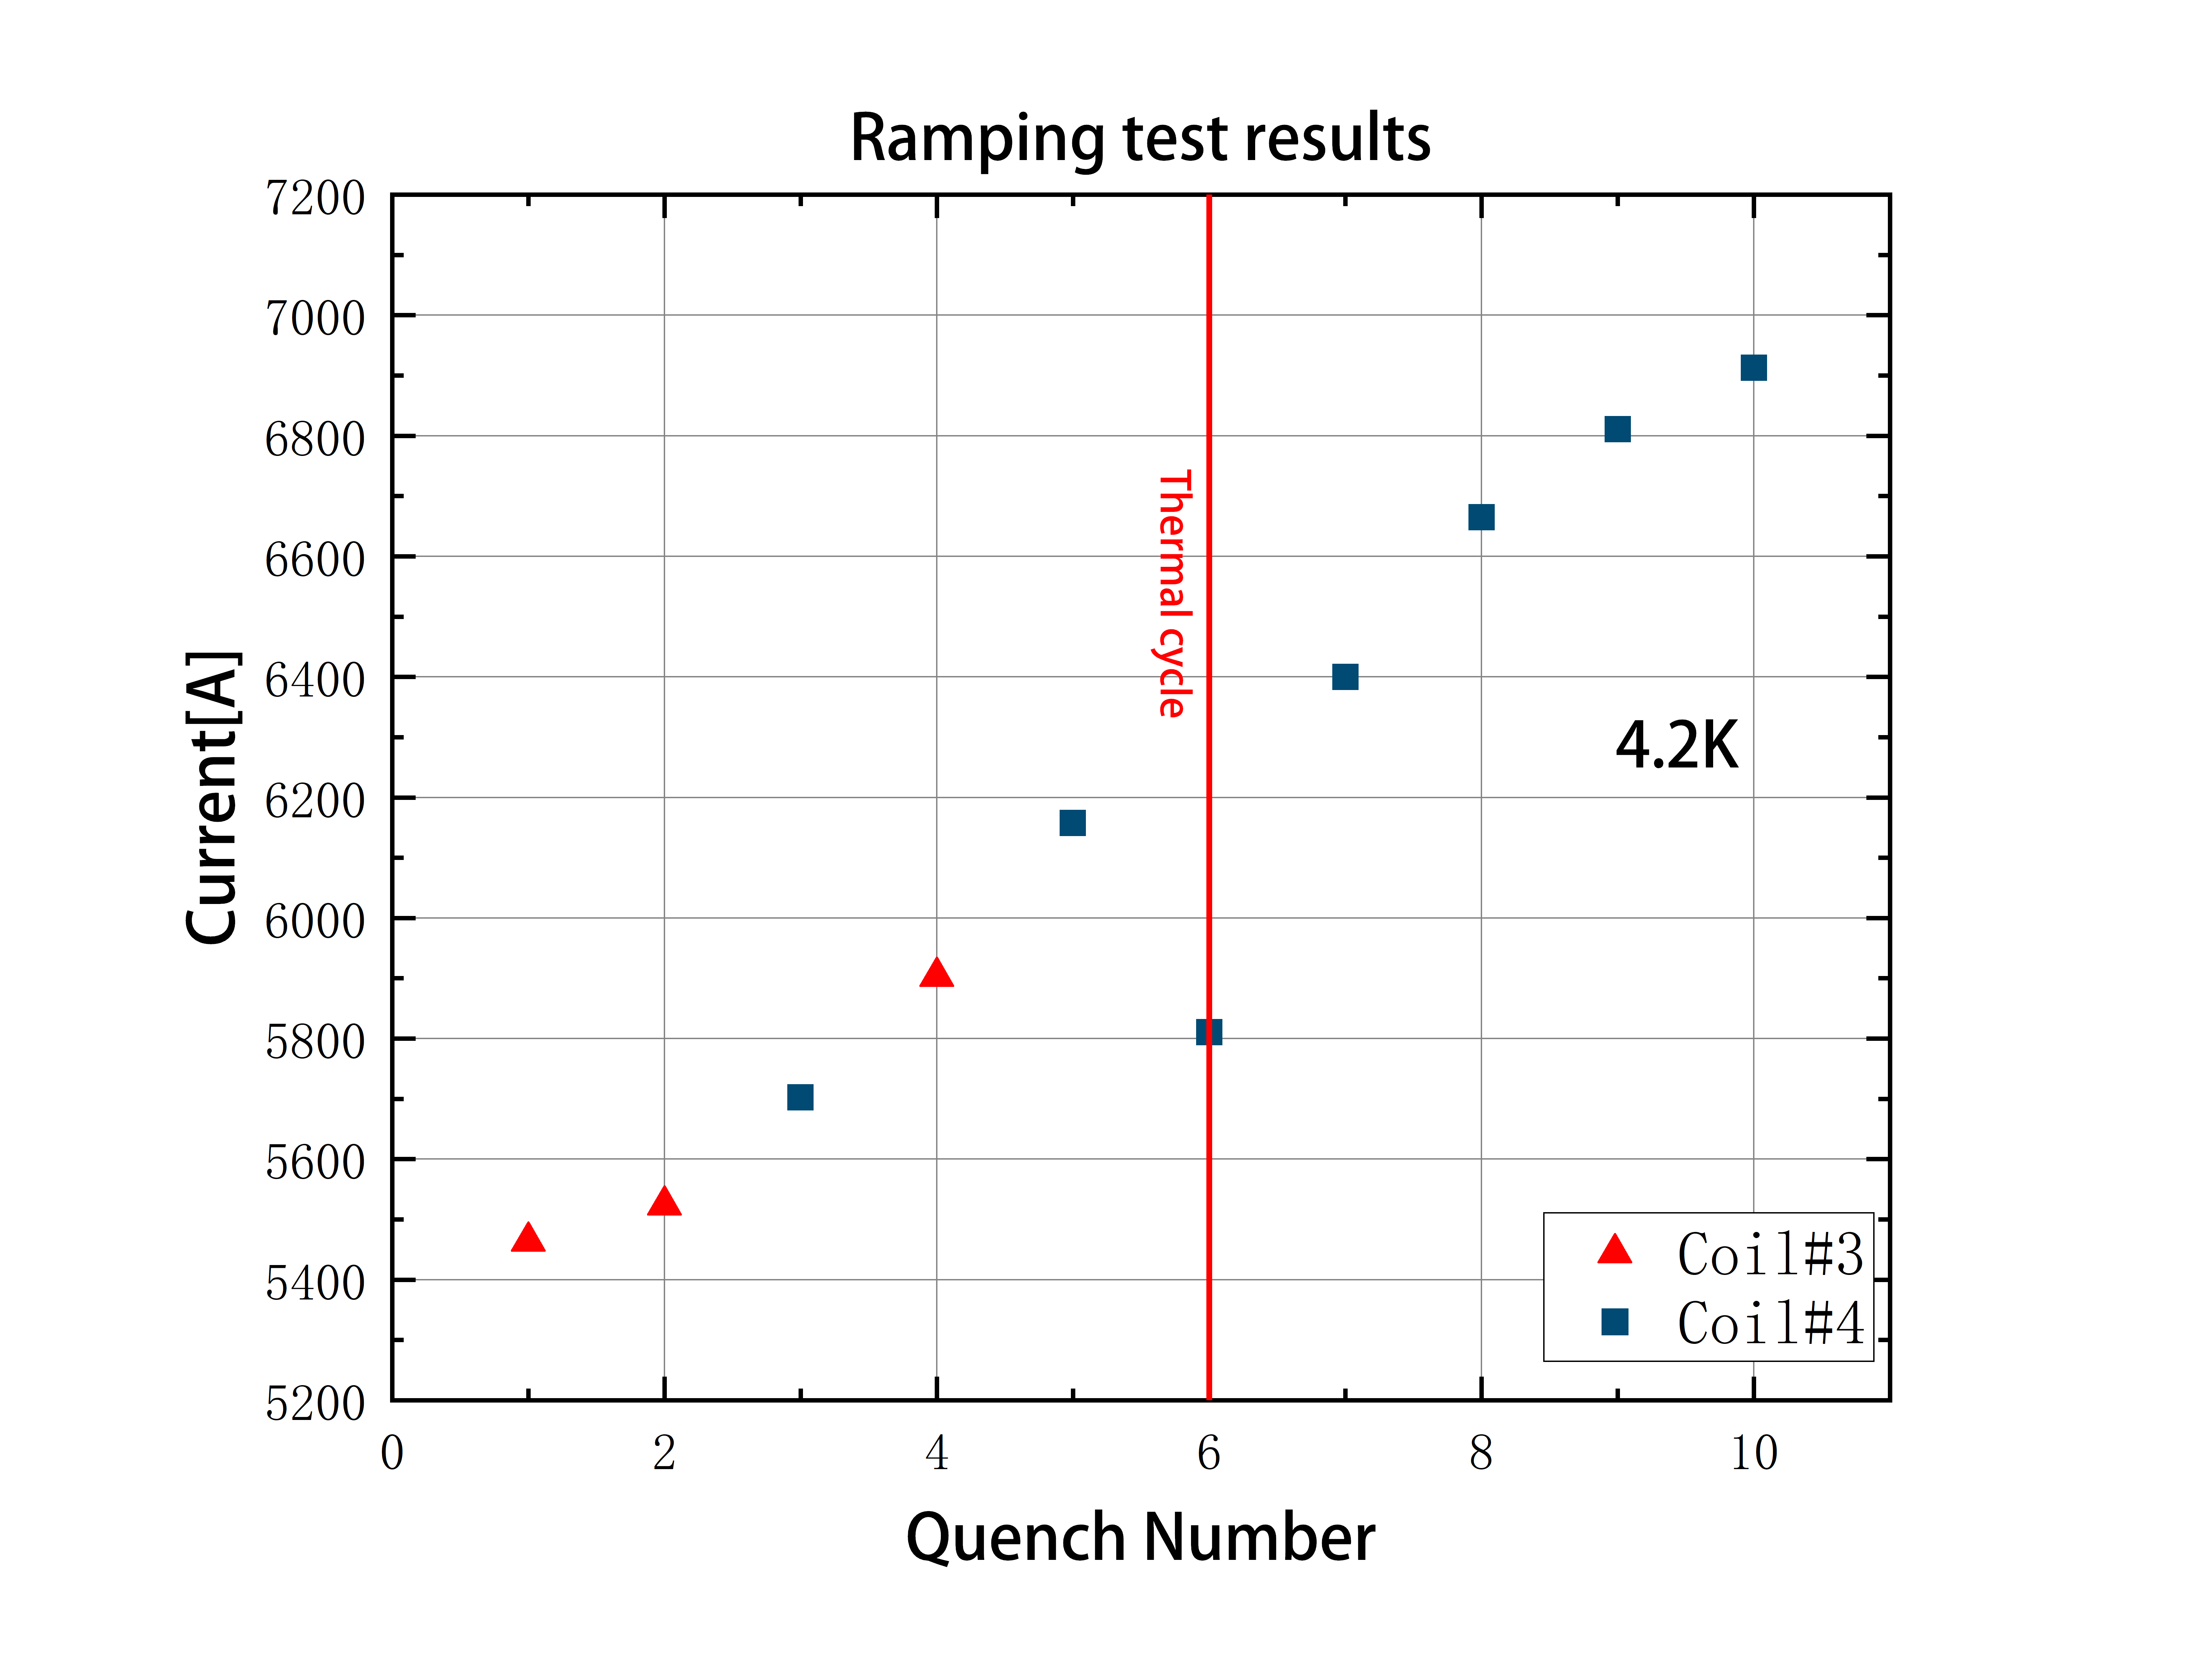 Ramping test results
7200
7000
6800
6600
6400
6200
6000
5800
5600
5400
5200
Current[A]
Thermal cycle
4.2K
Coil#3
Coil#4
0 2 4 6 8 10
Quench Number